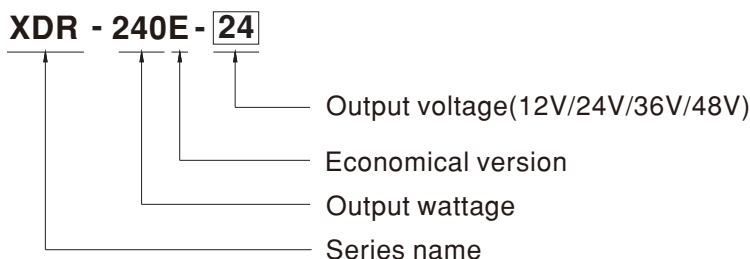 XDR - 240E - 24
Output voltage(12V/24V/36V/48V)
Economical version
Output wattage
Series name